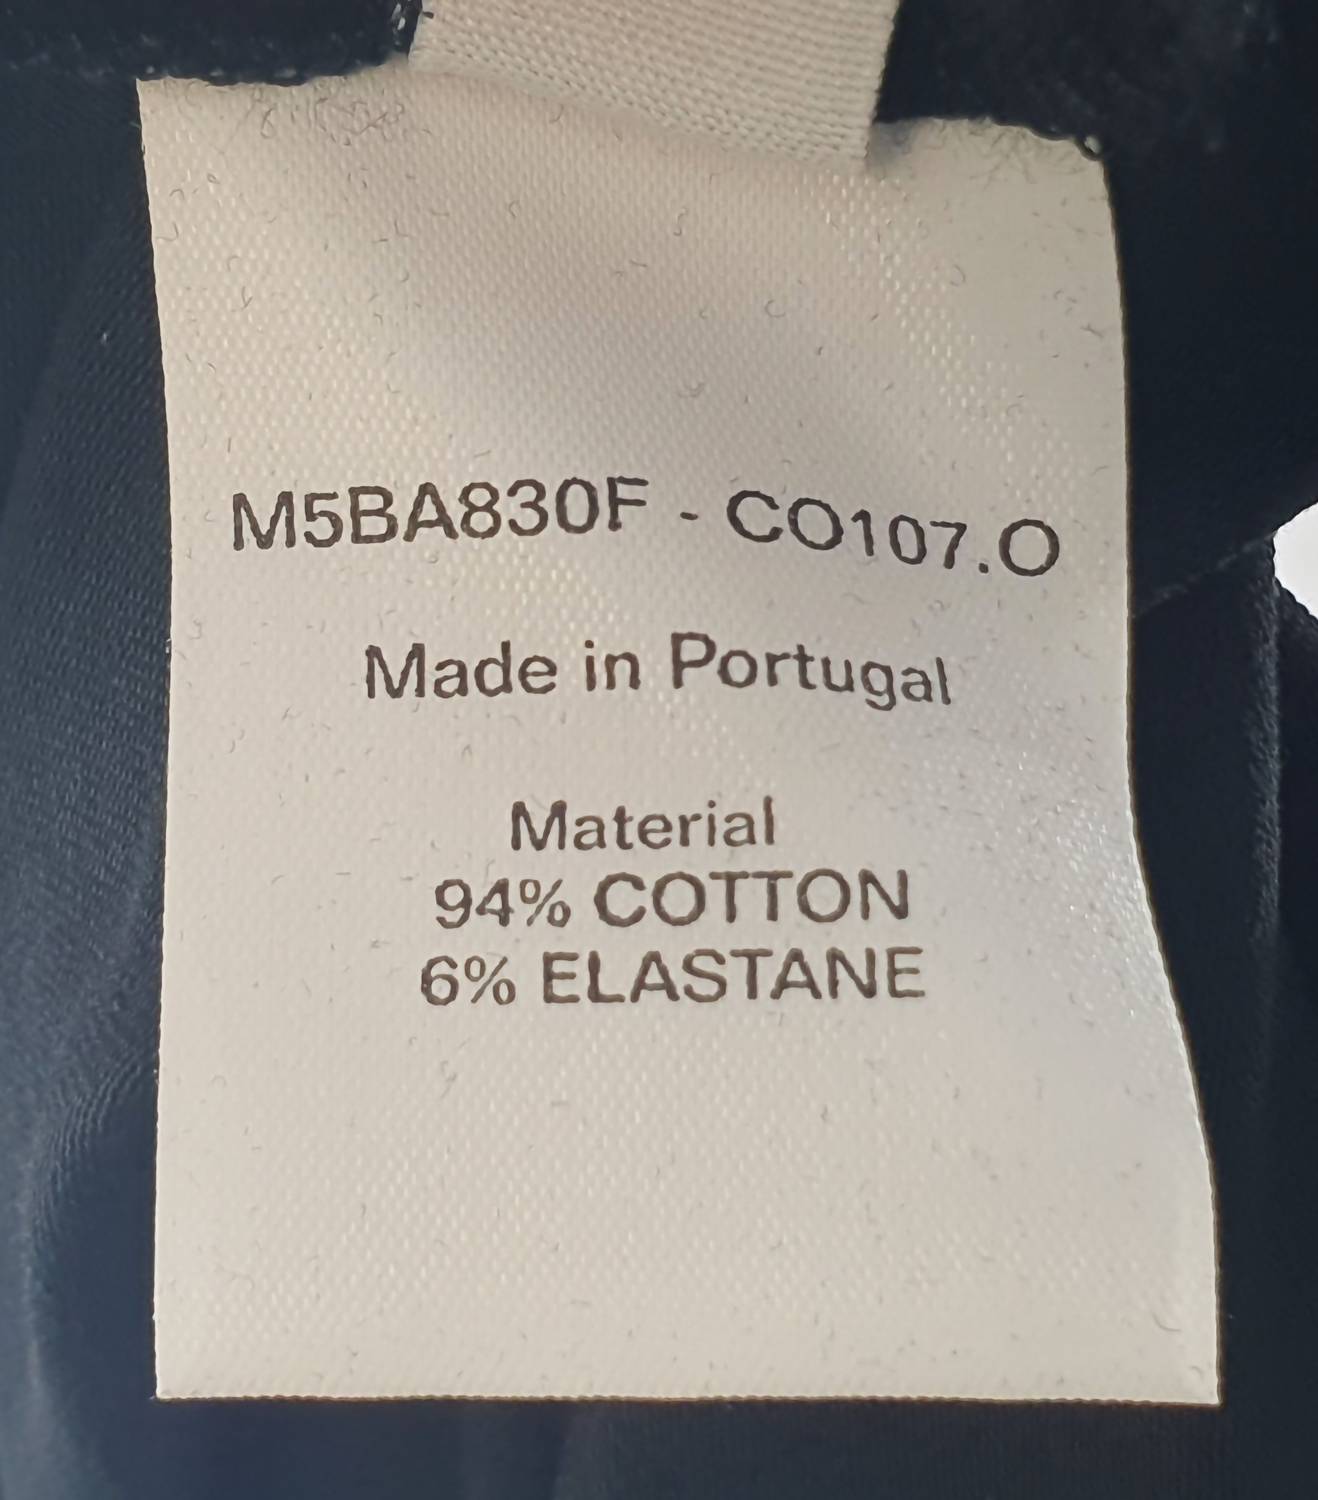 M5BA830F - CO107.O
Made in Portugal
Material
94% COTTON
6% ELASTANE